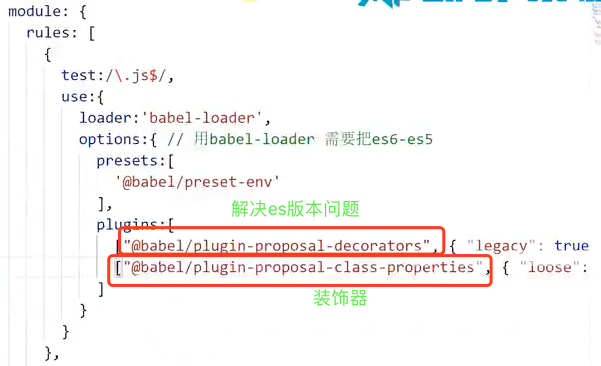 module: {
rules: [
{
test:/\.js$/,
use:{
loader:'babel-loader',
options:{ // 用babel-loader 需要把es6-es5
presets:[
'@babel/preset-env'
],
解决es版本问题
plugins:[
["@babel/plugin-proposal-decorators", { "legacy": true
["@babel/plugin-proposal-class-properties", { "loose":
装饰器
]
}
}
},